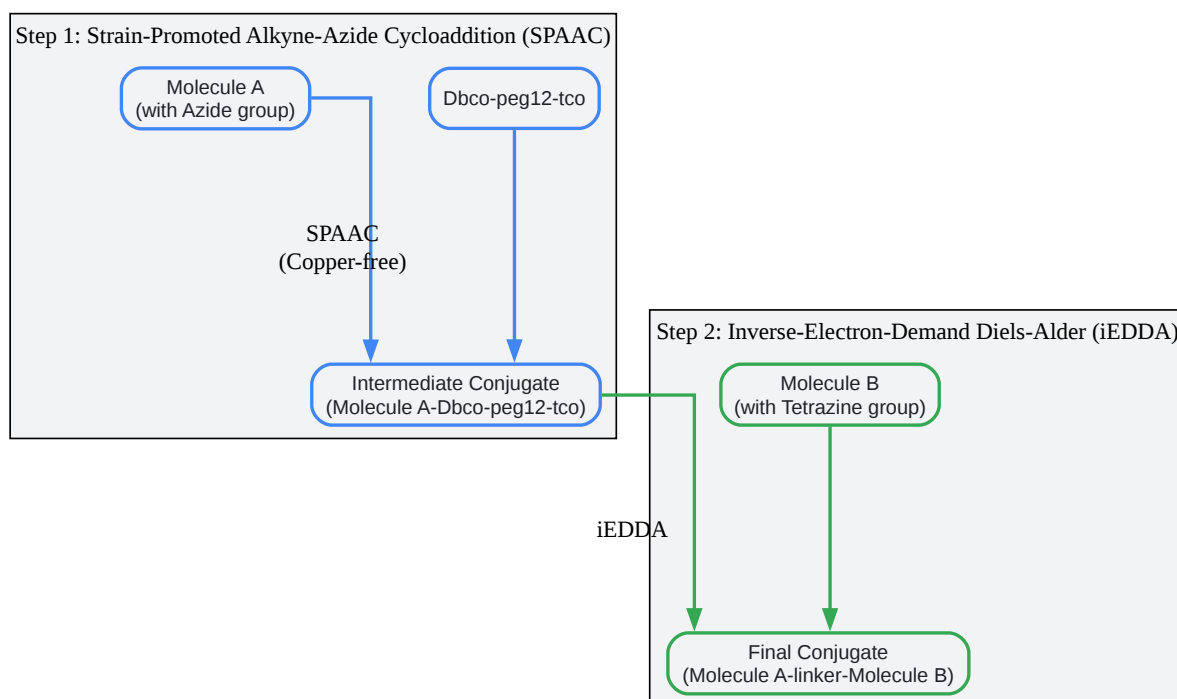 Step 1: Strain-Promoted Alkyne-Azide Cycloaddition (SPAAC)
Molecule A
(with Azide group)
Dbco-peg12-tco
SPAAC
(Copper-free)
Intermediate Conjugate
(Molecule A-Dbco-peg12-tco)
Step 2: Inverse-Electron-Demand Diels-Alder (iEDDA)
Molecule B
(with Tetrazine group)
iEDDA
Final Conjugate
(Molecule A-linker-Molecule B)